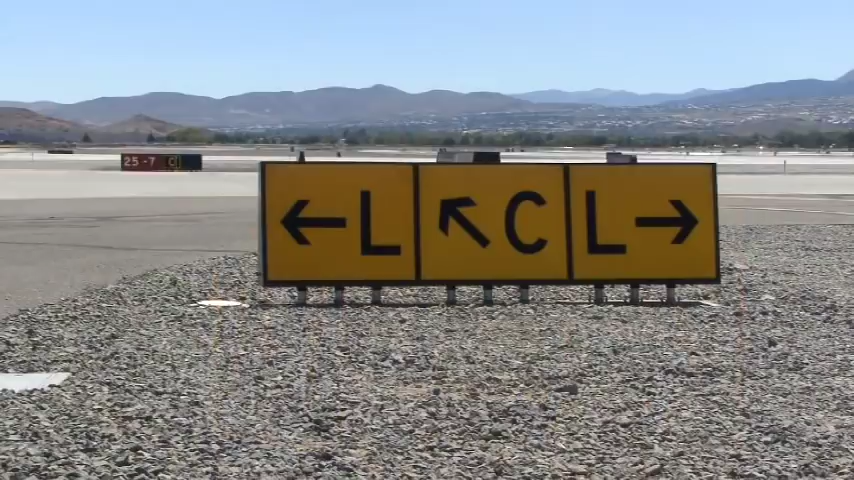 25-7 C
← L ↖ C L →